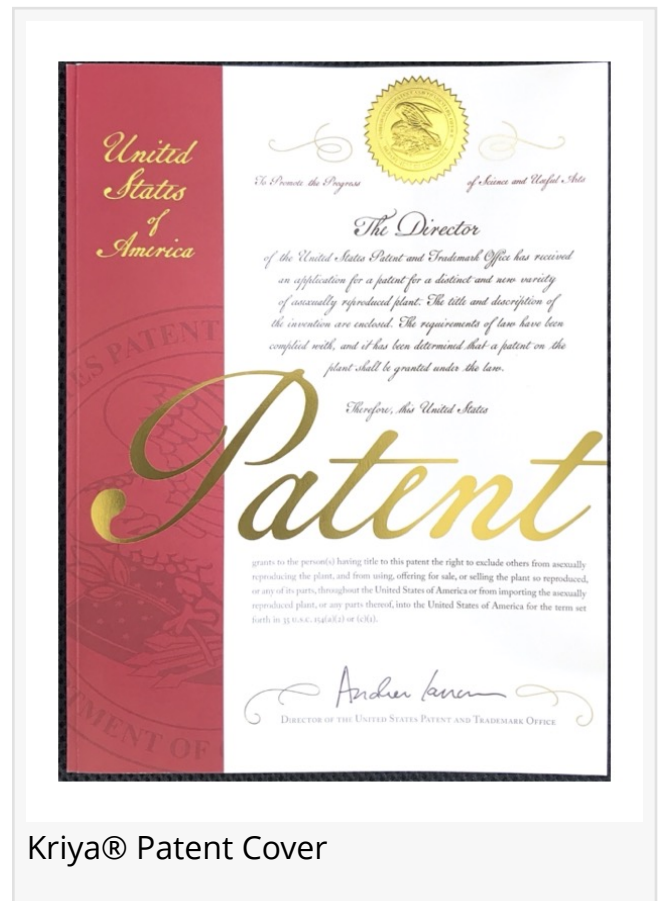 United
States
of
America
To Promote the Progress
of Science and Useful Arts
The Director
of the United States Patent and Trademark Office has received
an application for a patent for a distinct and new variety
of asexually reproduced plant. The title and description of
the invention are enclosed. The requirements of law have been
complied with, and it has been determined that a patent on the
plant shall be granted under the law.
Therefore, this United States
Patent
grants to the person(s) having title to this patent the right to exclude others from asexually
reproducing the plant, and from using, offering for sale, or selling the plant so reproduced,
or any of its parts, throughout the United States of America or from importing the asexually
reproduced plant, or any parts thereof, into the United States of America for the term set
forth in 35 U.S.C. 154(a)(2) or (c)(1).
DIRECTOR OF THE UNITED STATES PATENT AND TRADEMARK OFFICE
ES PATENT
MENT OF
Kriya® Patent Cover